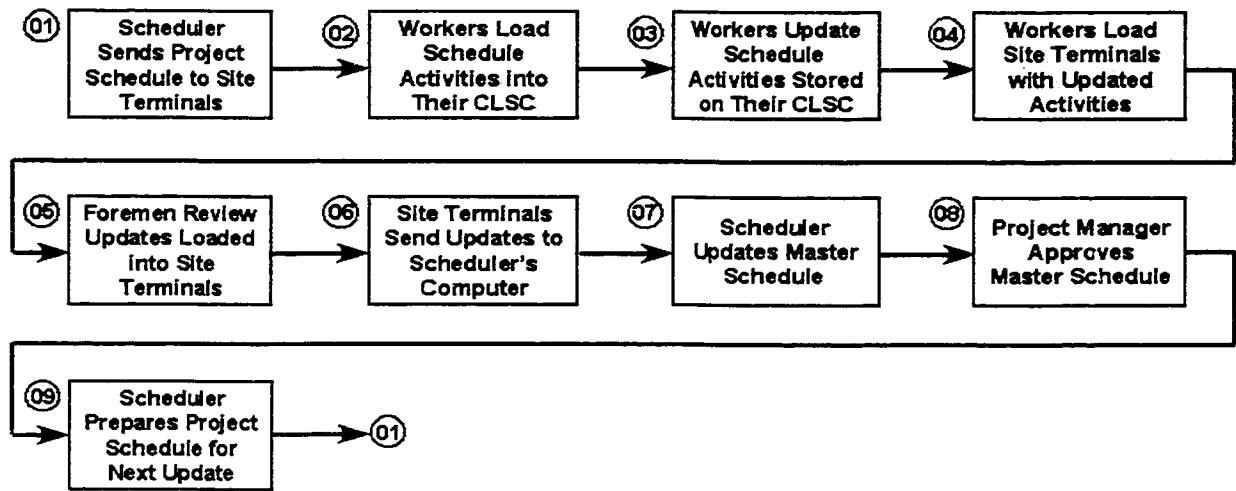 01
Scheduler
Sends Project
Schedule to Site
Terminals
02
Workers Load
Schedule
Activities into
Their CLSC
03
Workers Update
Schedule
Activities Stored
on Their CLSC
04
Workers Load
Site Terminals
with Updated
Activities
05
Foremen Review
Updates Loaded
into Site
Terminals
06
Site Terminals
Send Updates to
Scheduler's
Computer
07
Scheduler
Updates Master
Schedule
08
Project Manager
Approves
Master Schedule
09
Scheduler
Prepares Project
Schedule for
Next Update
01